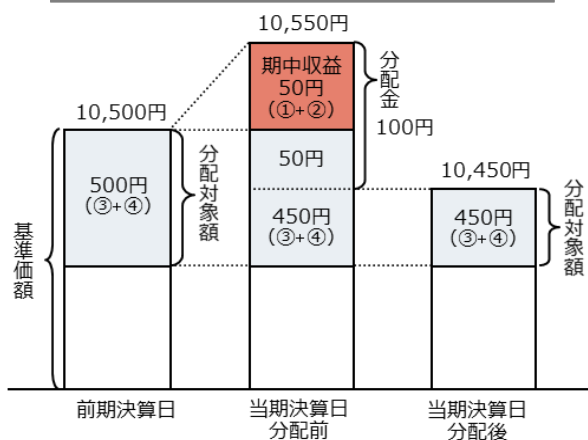 10,550円
期中収益
50円
(①+②)
分配金
10,500円
100円
50円
500円
(③+④)
分配対象額
450円
(③+④)
10,450円
450円
(③+④)
分配対象額
基準価額
前期決算日
当期決算日
分配前
当期決算日
分配後